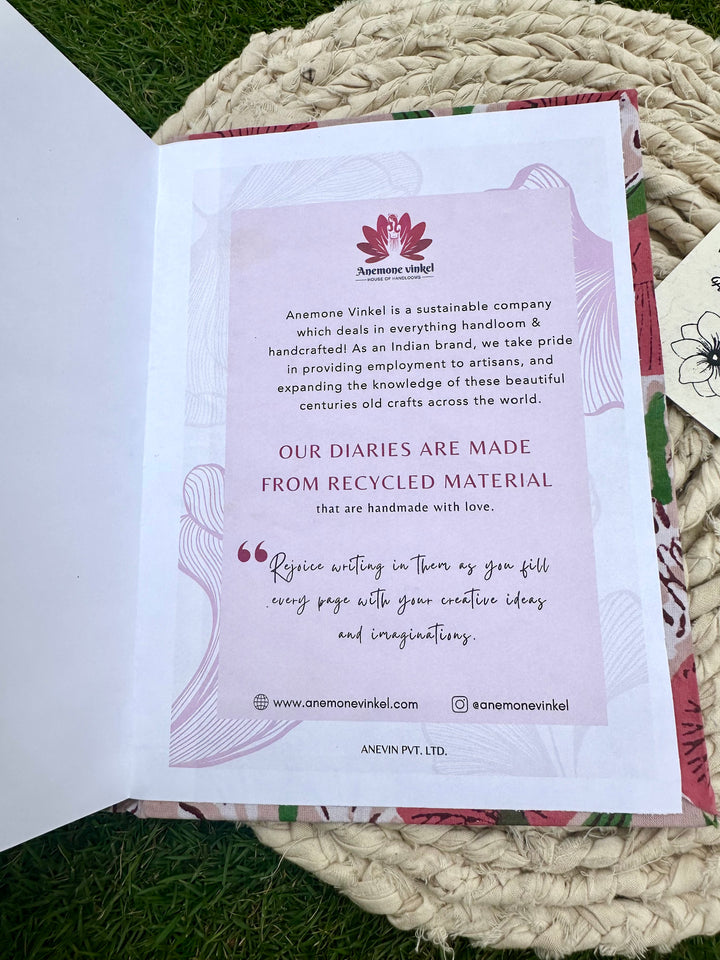 Anemone vinkel
HOUSE OF HANDLOOMS
Anemone Vinkel is a sustainable company
which deals in everything handloom &
handcrafted! As an Indian brand, we take pride
in providing employment to artisans, and
expanding the knowledge of these beautiful
centuries old crafts across the world.
OUR DIARIES ARE MADE
FROM RECYCLED MATERIAL
that are handmade with love.
“Rejoice writing in them as you fill
every page with your creative ideas
and imaginations.
www.anemonevinkel.com @anemonevinkel
ANEVIN PVT. LTD.